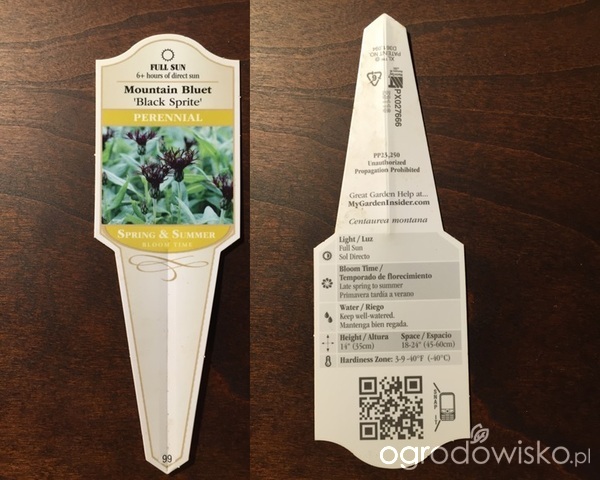 FULL SUN
6+ hours of direct sun
Mountain Bluet
'Black Sprite'
PERENNIAL
SPRING & SUMMER
BLOOM TIME
99
PX027666
PP25,250
Unauthorized
Propagation Prohibited
Great Garden Help at...
MyGardenInsider.com
Centaurea montana
Light / Luz
Full Sun
Sol Directo
Bloom Time /
Temporado de florecimiento
Late spring to summer
Primavera tardía a verano
Water / Riego
Keep well-watered.
Mantenga bien regada.
Height / Altura Space / Espacio
14" (35cm) 18-24" (45-60cm)
Hardiness Zone: 3-9 -40°F (-40°C)
SNAP IT
ogrodowisko.pl